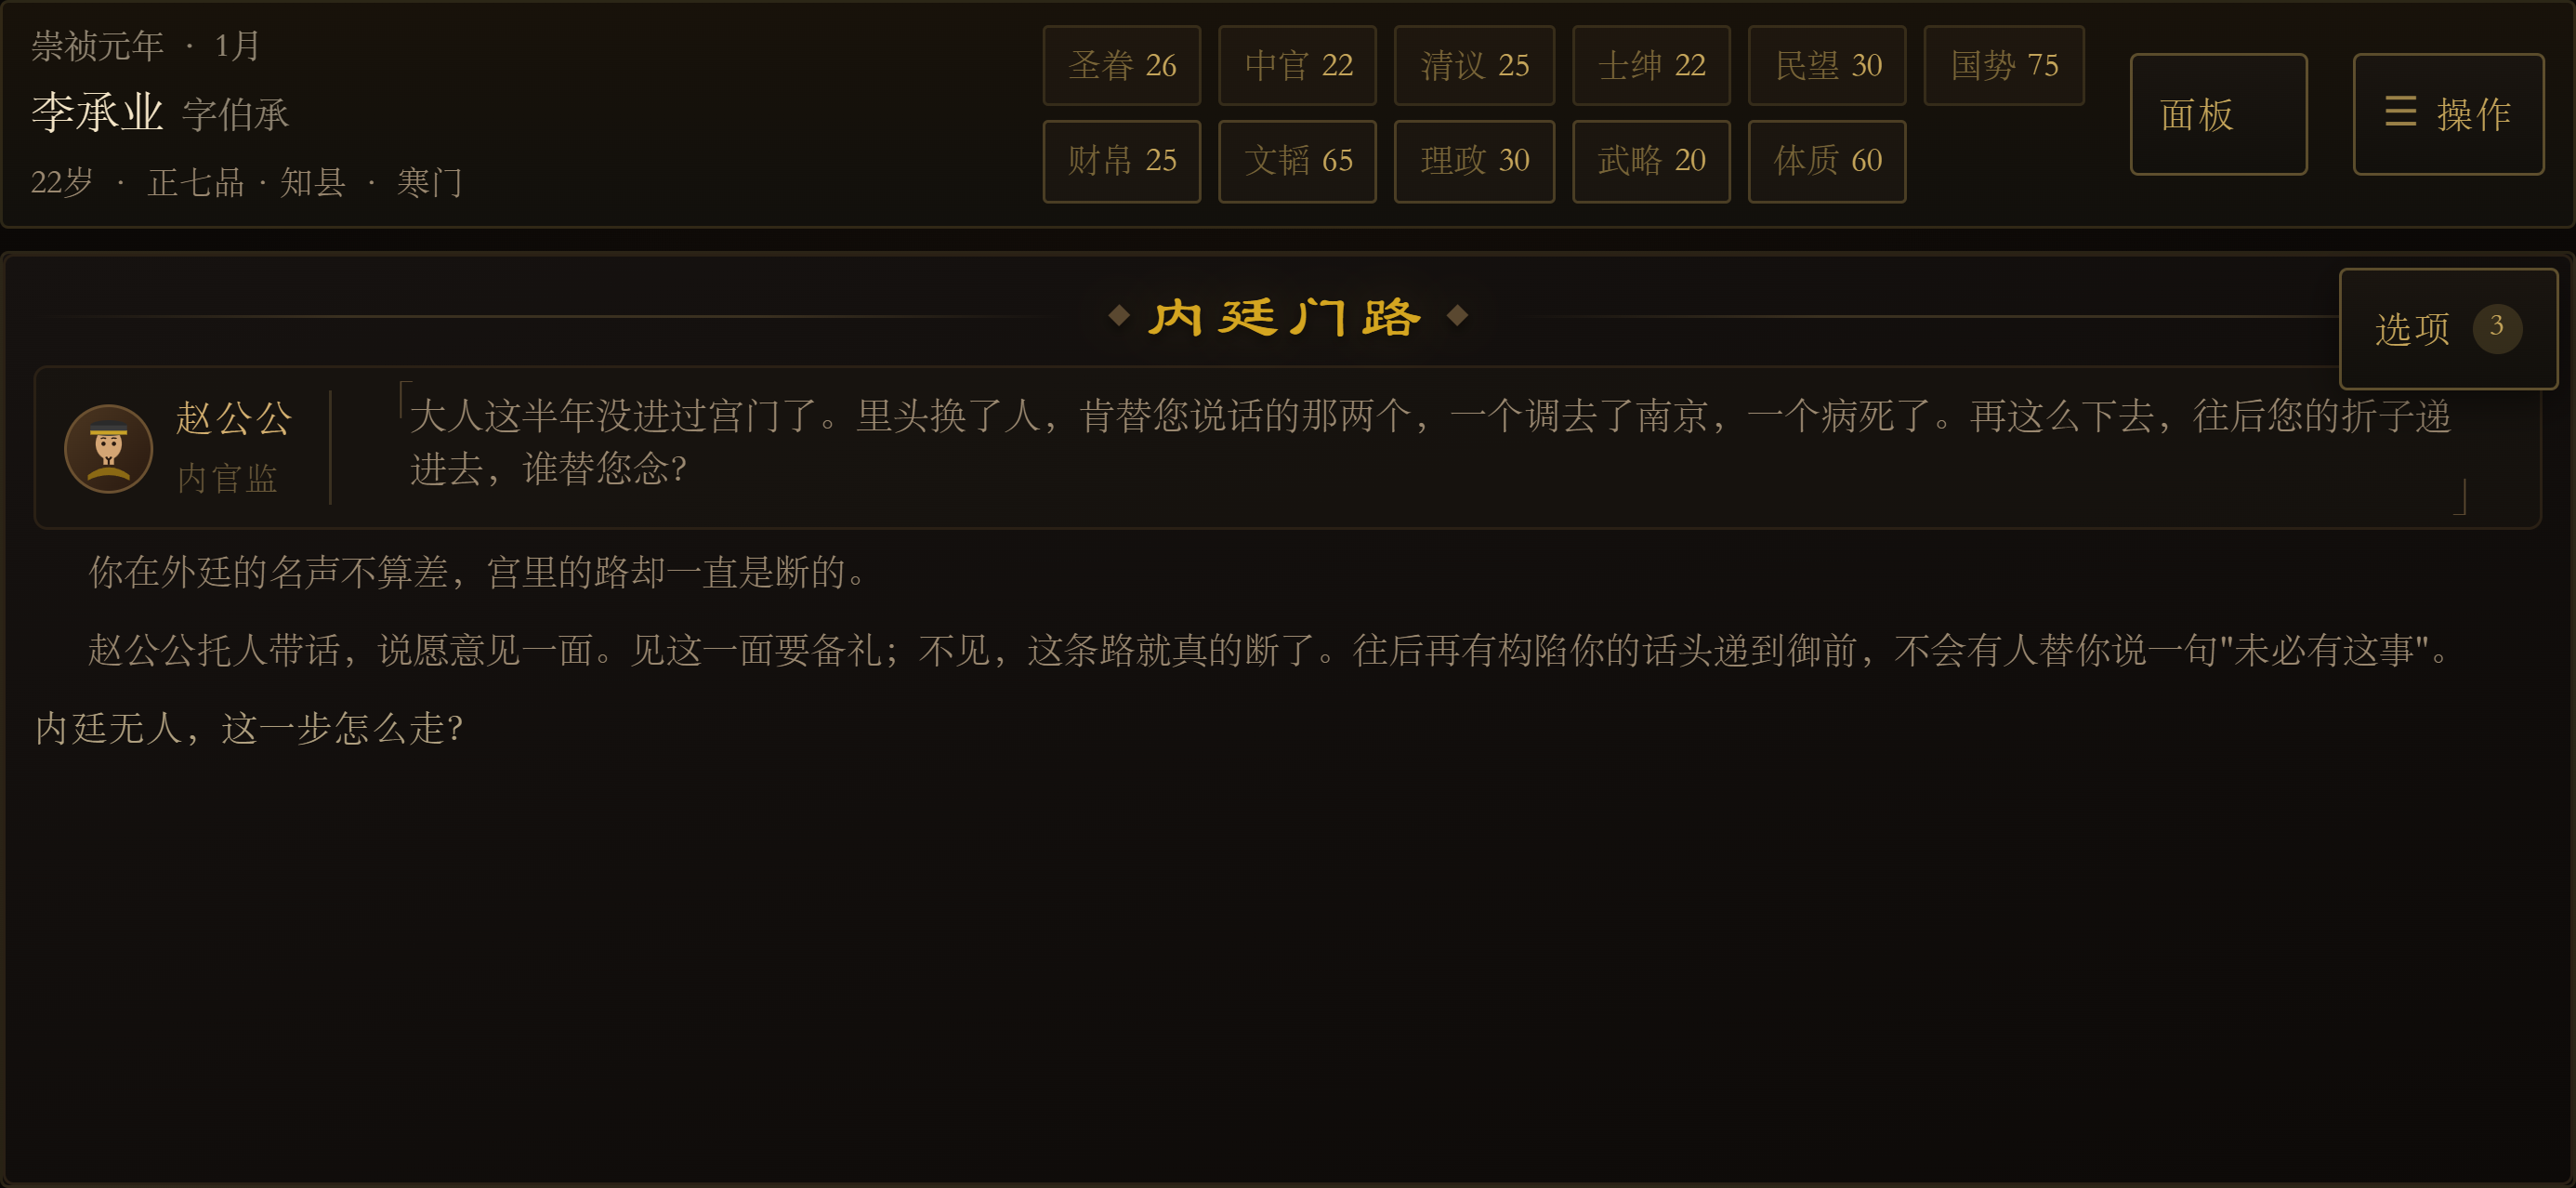 崇祯元年 · 1月
李承业 字伯承
22岁 · 正七品 · 知县 · 寒门
圣眷 26 中官 22 清议 25 士绅 22 民望 30 国势 75
财帛 25 文韬 65 理政 30 武略 20 体质 60
面板
☰ 操作
内廷门路
选项 3
赵公公
内官监
「大人这半年没进过宫门了。里头换了人，肯替您说话的那两个，一个调去了南京，一个病死了。再这么下去，往后您的折子递
进去，谁替您念？」
你在外廷的名声不算差，宫里的路却一直是断的。
赵公公托人带话，说愿意见一面。见这一面要备礼；不见，这条路就真的断了。往后再有构陷你的话头递到御前，不会有人替你说一句"未必有这事"。
内廷无人，这一步怎么走？